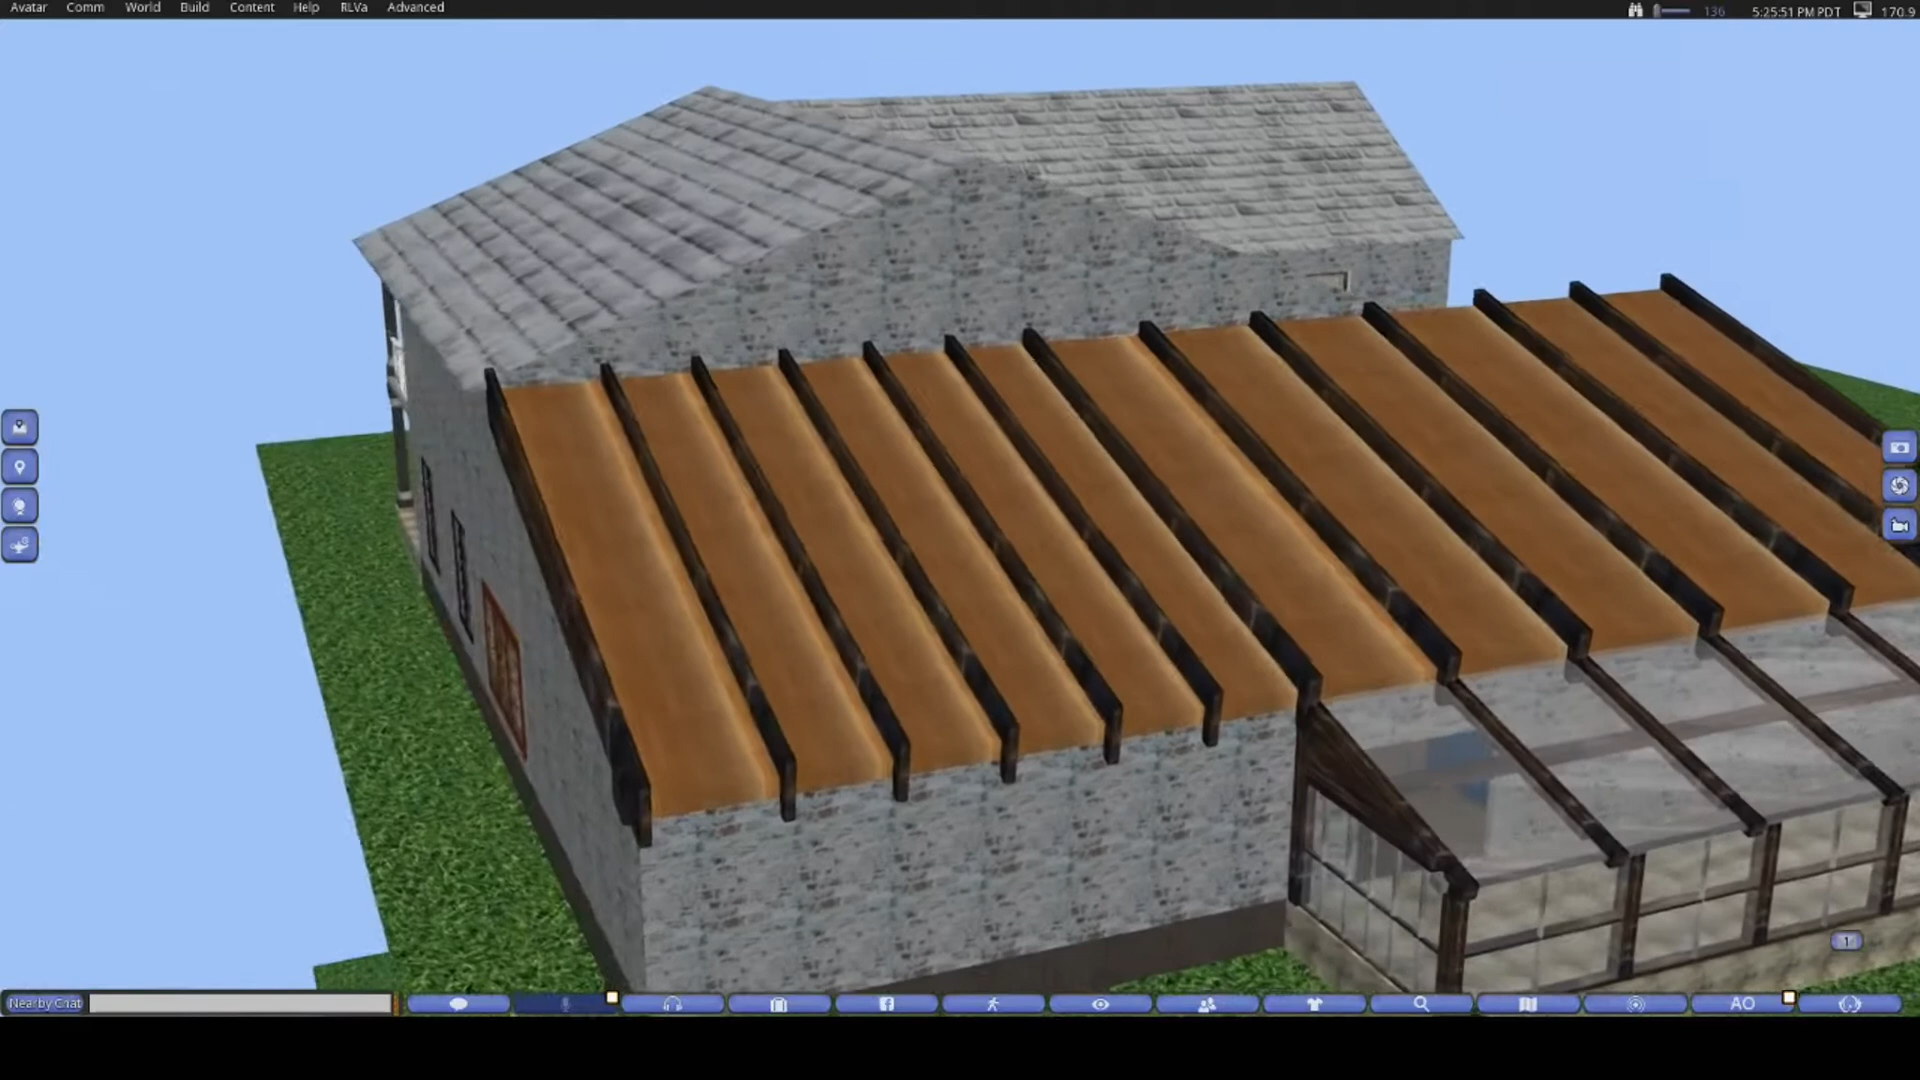 Avatar Comm World Build Content Help RLVa Advanced 136 5:25:51 PM PDT 170.9
1
Nearby Chat AO